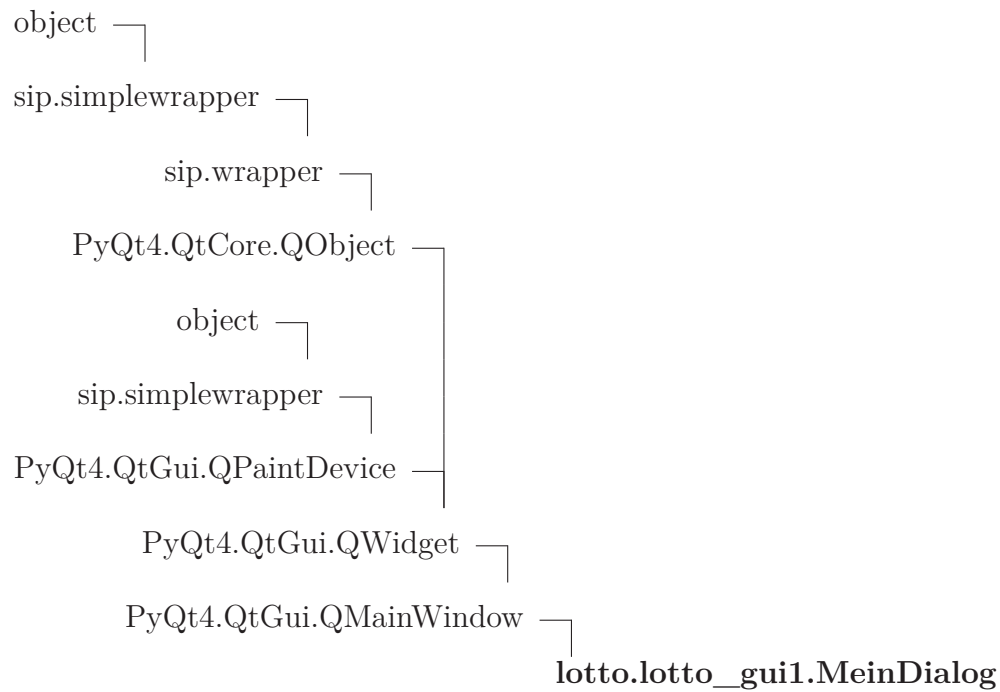 object
sip.simplewrapper
sip.wrapper
PyQt4.QtCore.QObject
object
sip.simplewrapper
PyQt4.QtGui.QPaintDevice
PyQt4.QtGui.QWidget
PyQt4.QtGui.QMainWindow
lotto.lotto_gui1.MeinDialog